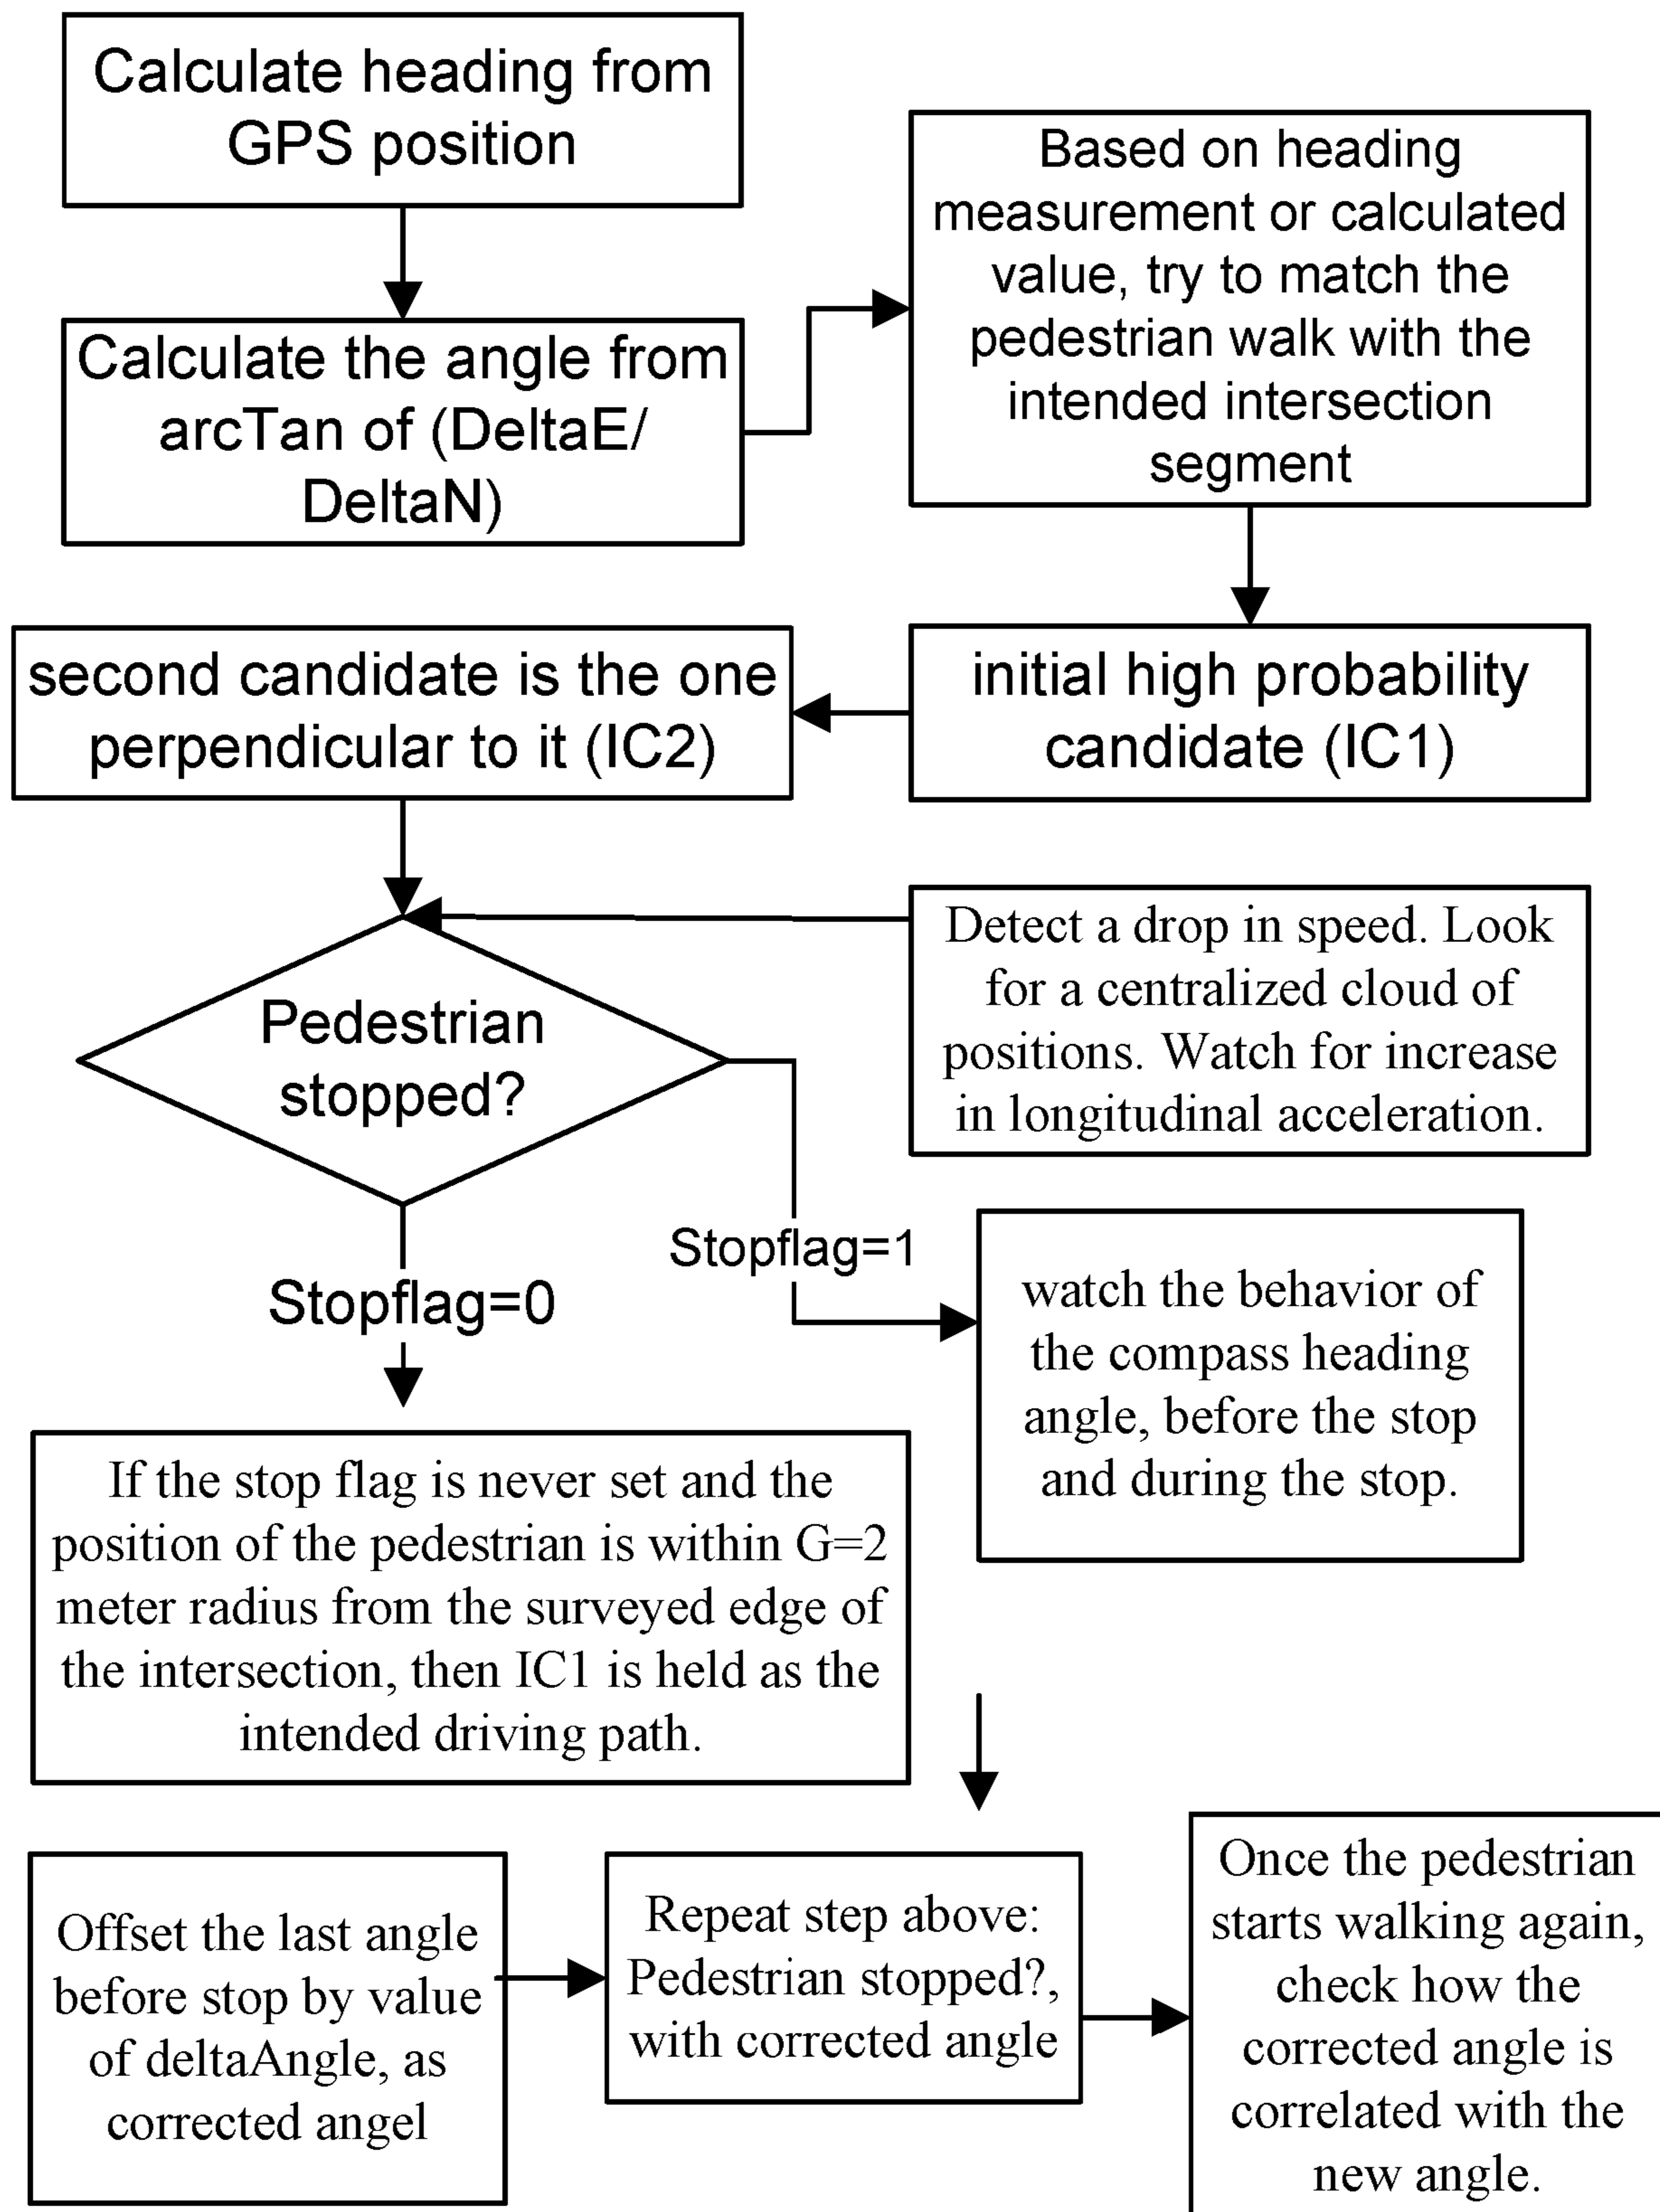 Calculate heading from
GPS position
Calculate the angle from
arcTan of (DeltaE/
DeltaN)
Based on heading
measurement or calculated
value, try to match the
pedestrian walk with the
intended intersection
segment
initial high probability
candidate (IC1)
second candidate is the one
perpendicular to it (IC2)
Pedestrian
stopped?
Detect a drop in speed. Look
for a centralized cloud of
positions. Watch for increase
in longitudinal acceleration.
Stopflag=1
Stopflag=0
watch the behavior of
the compass heading
angle, before the stop
and during the stop.
If the stop flag is never set and the
position of the pedestrian is within G=2
meter radius from the surveyed edge of
the intersection, then IC1 is held as the
intended driving path.
Offset the last angle
before stop by value
of deltaAngle, as
corrected angel
Repeat step above:
Pedestrian stopped?,
with corrected angle
Once the pedestrian
starts walking again,
check how the
corrected angle is
correlated with the
new angle.